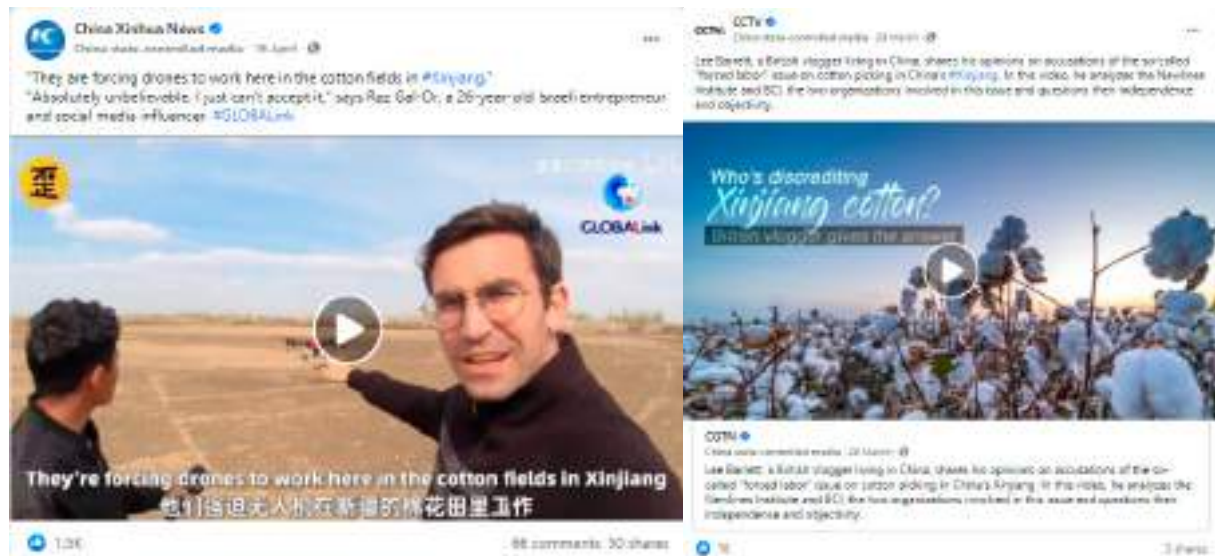 China Xinhua News
China state-controlled media · 16 April
"They are forcing drones to work here in the cotton fields in #Xinjiang."
"Absolutely unbelievable. I just can't accept it," says Raz Gal-Or, a 26-year-old Israeli entrepreneur
and social media influencer. #GLOBALink
GLOBALink
They're forcing drones to work here in the cotton fields in Xinjiang
他们强迫无人机在新疆的棉花田里工作
66 comments 30 shares
CCTV
China state-controlled media
Lee Barrett, a British vlogger living in China, shares his opinions on accusations of the so-called
"forced labor" issue on cotton picking in China's #Xinjiang. In this video, he analyzes the Newlines
Institute and BCI, the two organizations involved in this issue and questions their independence
and objectivity.
Who's discrediting
Xinjiang cotton?
British vlogger gives the answer
CGTN
China state-controlled media
Lee Barrett, a British vlogger living in China, shares his opinions on accusations of the so-
called "forced labor" issue on cotton picking in China's Xinjiang. In this video, he analyzes the
Newlines Institute and BCI, the two organizations involved in this issue and questions their
independence and objectivity.
shares